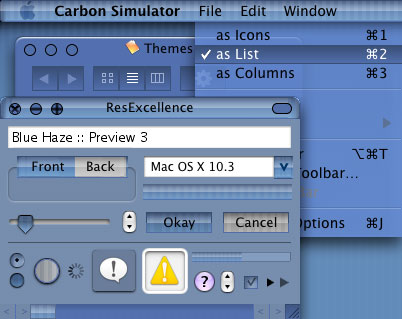 Carbon Simulator File Edit Window
Themes
as Icons ⌘1
✓ as List ⌘2
as Columns ⌘3
ResExcellence
Blue Haze :: Preview 3
Front Back
Mac OS X 10.3
⌥⌘T
Toolbar...
Okay
Cancel
Options ⌘J